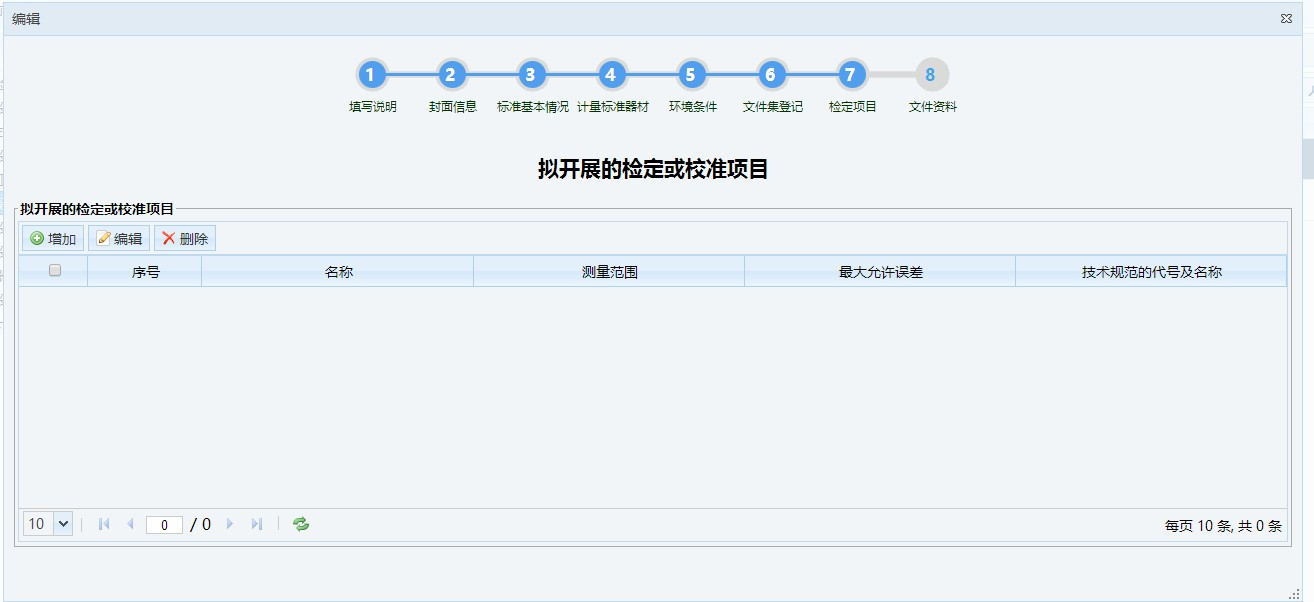 编辑
1 2 3 4 5 6 7 8
填写说明 封面信息 标准基本情况 计量标准器材 环境条件 文件集登记 检定项目 文件资料
拟开展的检定或校准项目
拟开展的检定或校准项目
增加 编辑 删除
序号 名称 测量范围 最大允许误差 技术规范的代号及名称
10 0 / 0 每页 10 条, 共 0 条